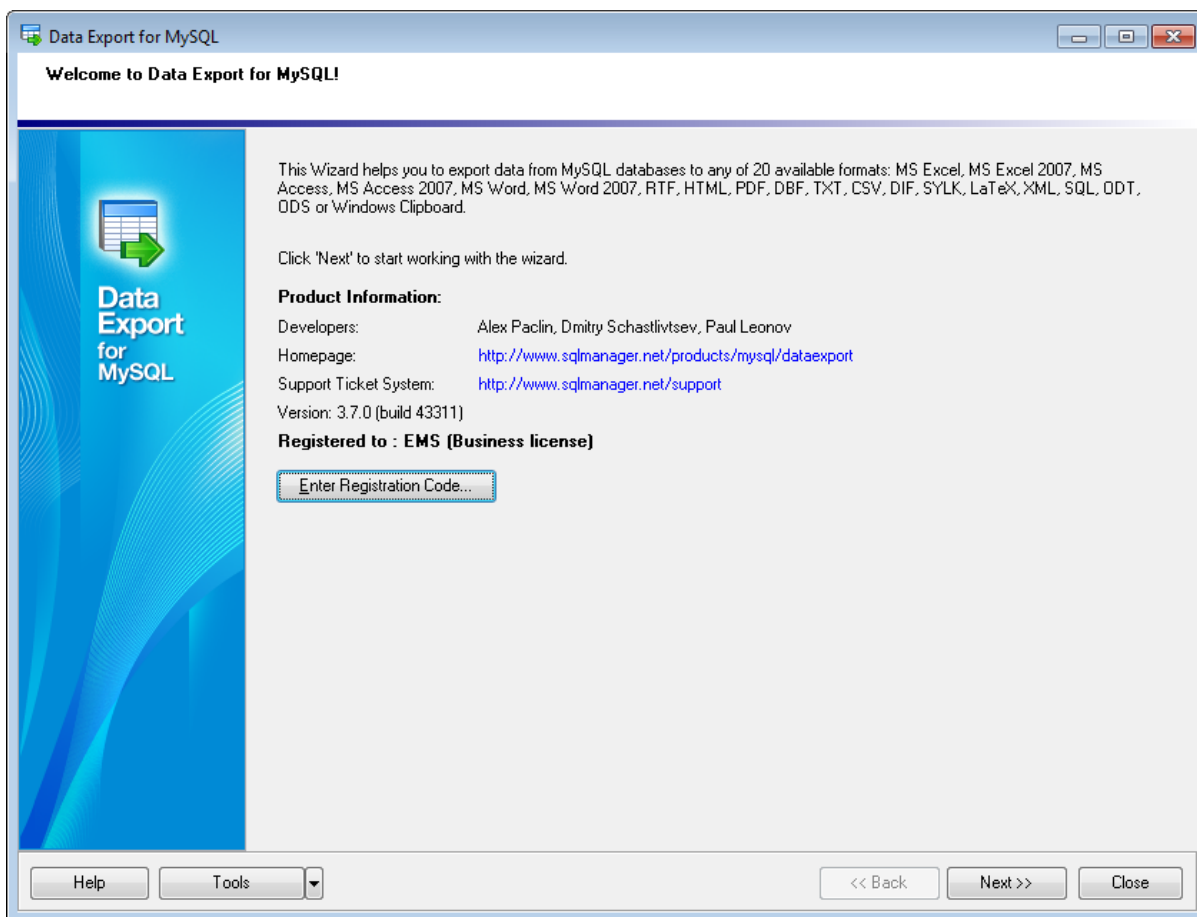 Data Export for MySQL
Welcome to Data Export for MySQL!
This Wizard helps you to export data from MySQL databases to any of 20 available formats: MS Excel, MS Excel 2007, MS
Access, MS Access 2007, MS Word, MS Word 2007, RTF, HTML, PDF, DBF, TXT, CSV, DIF, SYLK, LaTeX, XML, SQL, ODT,
ODS or Windows Clipboard.
Click 'Next' to start working with the wizard.
Data
Export
for
MySQL
Product Information:
Developers: Alex Paclin, Dmitry Schastlivtsev, Paul Leonov
Homepage: http://www.sqlmanager.net/products/mysql/dataexport
Support Ticket System: http://www.sqlmanager.net/support
Version: 3.7.0 (build 43311)
Registered to : EMS (Business license)
Enter Registration Code...
Help Tools << Back Next >> Close